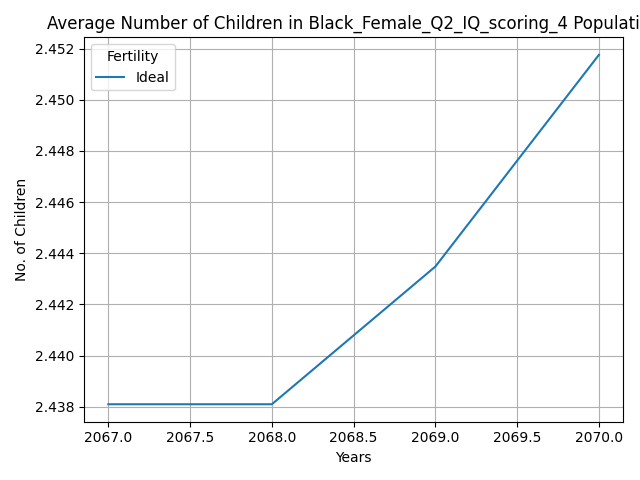 Average Number of Children in Black_Female_Q2_IQ_scoring_4 Populati
Fertility
Ideal
2.452
2.450
2.448
2.446
2.444
2.442
2.440
2.438
No. of Children
2067.0 2067.5 2068.0 2068.5 2069.0 2069.5 2070.0
Years